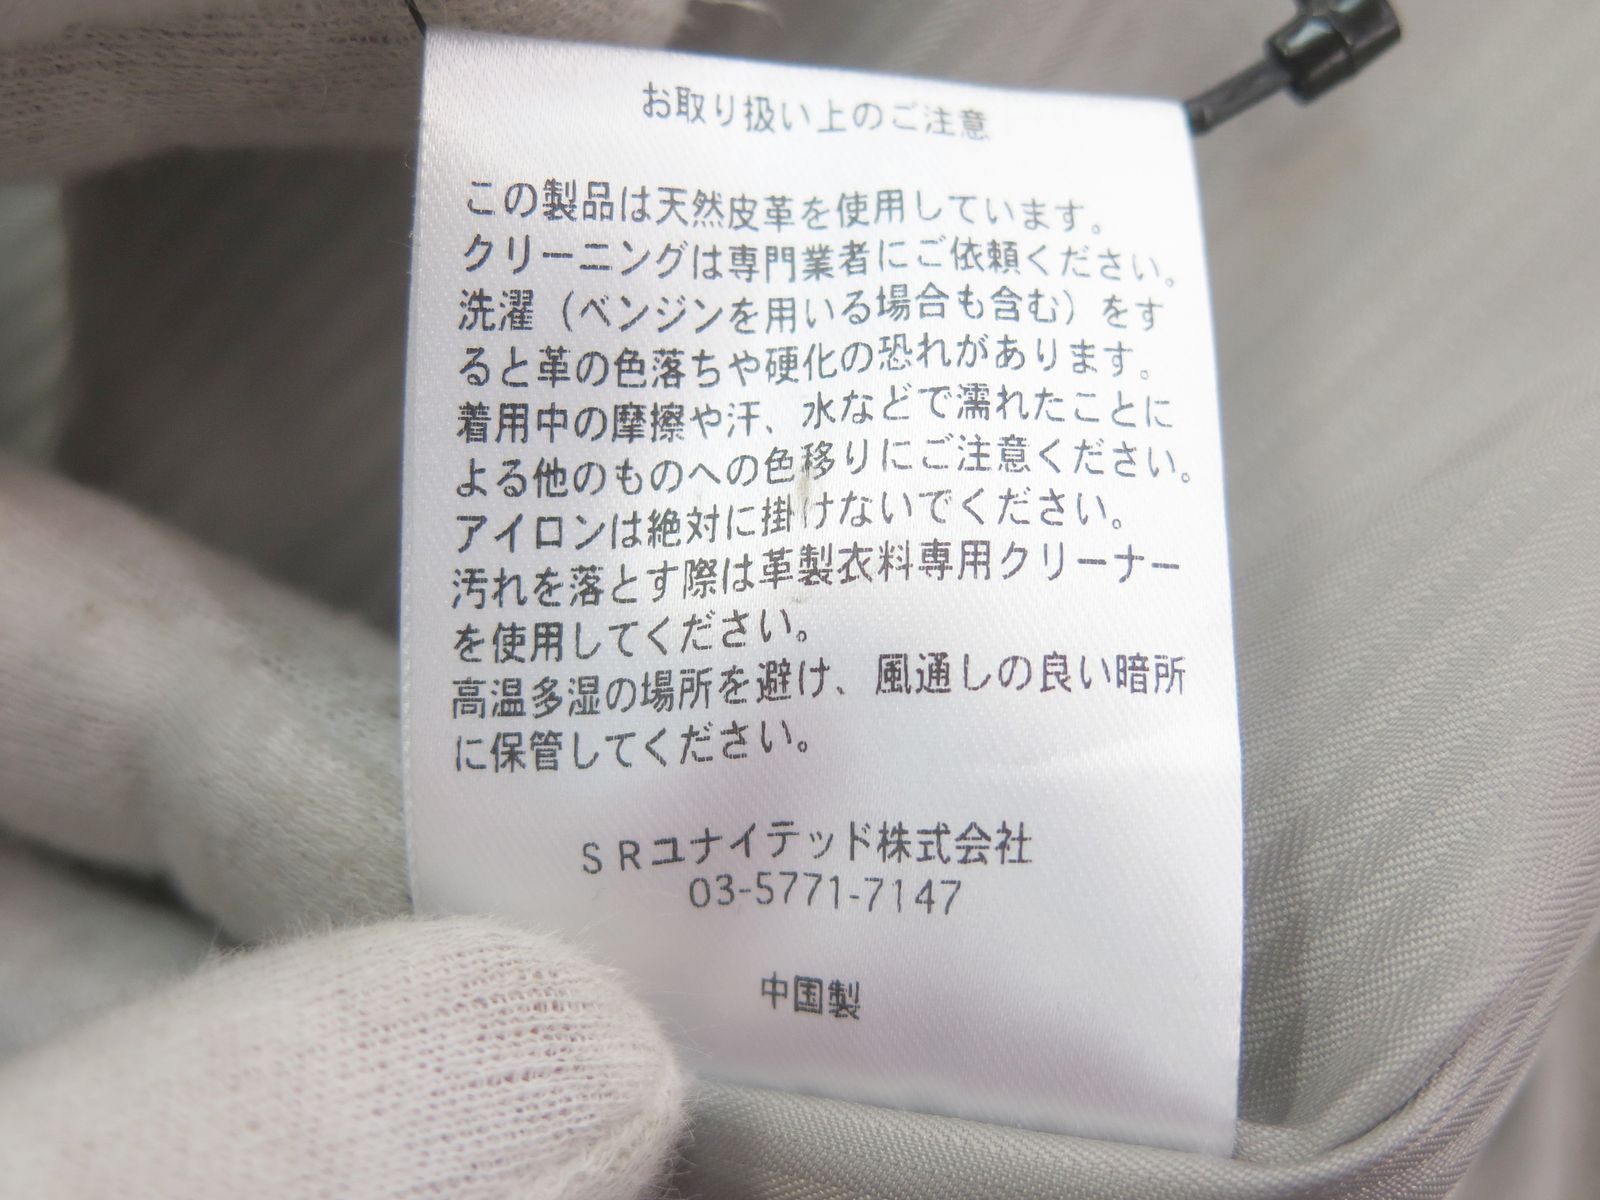 お取り扱い上のご注意
この製品は天然皮革を使用しています。
クリーニングは専門業者にご依頼ください。
洗濯（ベンジンを用いる場合も含む）をす
ると革の色落ちや硬化の恐れがあります。
着用中の摩擦や汗、水などで濡れたことに
よる他のものへの色移りにご注意ください。
アイロンは絶対に掛けないでください。
汚れを落とす際は革製衣料専用クリーナー
を使用してください。
高温多湿の場所を避け、風通しの良い暗所
に保管してください。
ＳＲユナイテッド株式会社
03-5771-7147
中国製